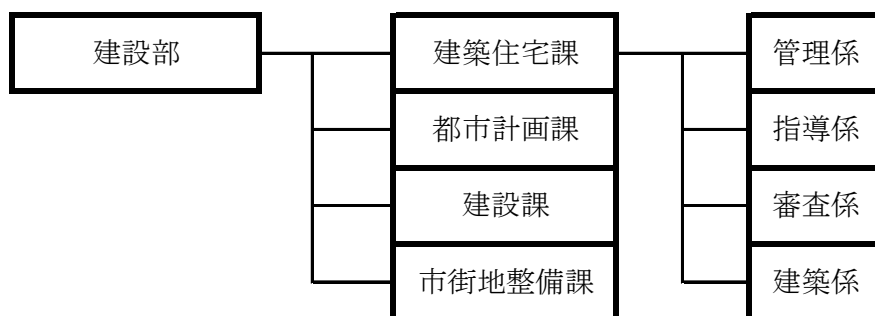 建設部
建築住宅課
管理係
都市計画課
指導係
建設課
審査係
市街地整備課
建築係